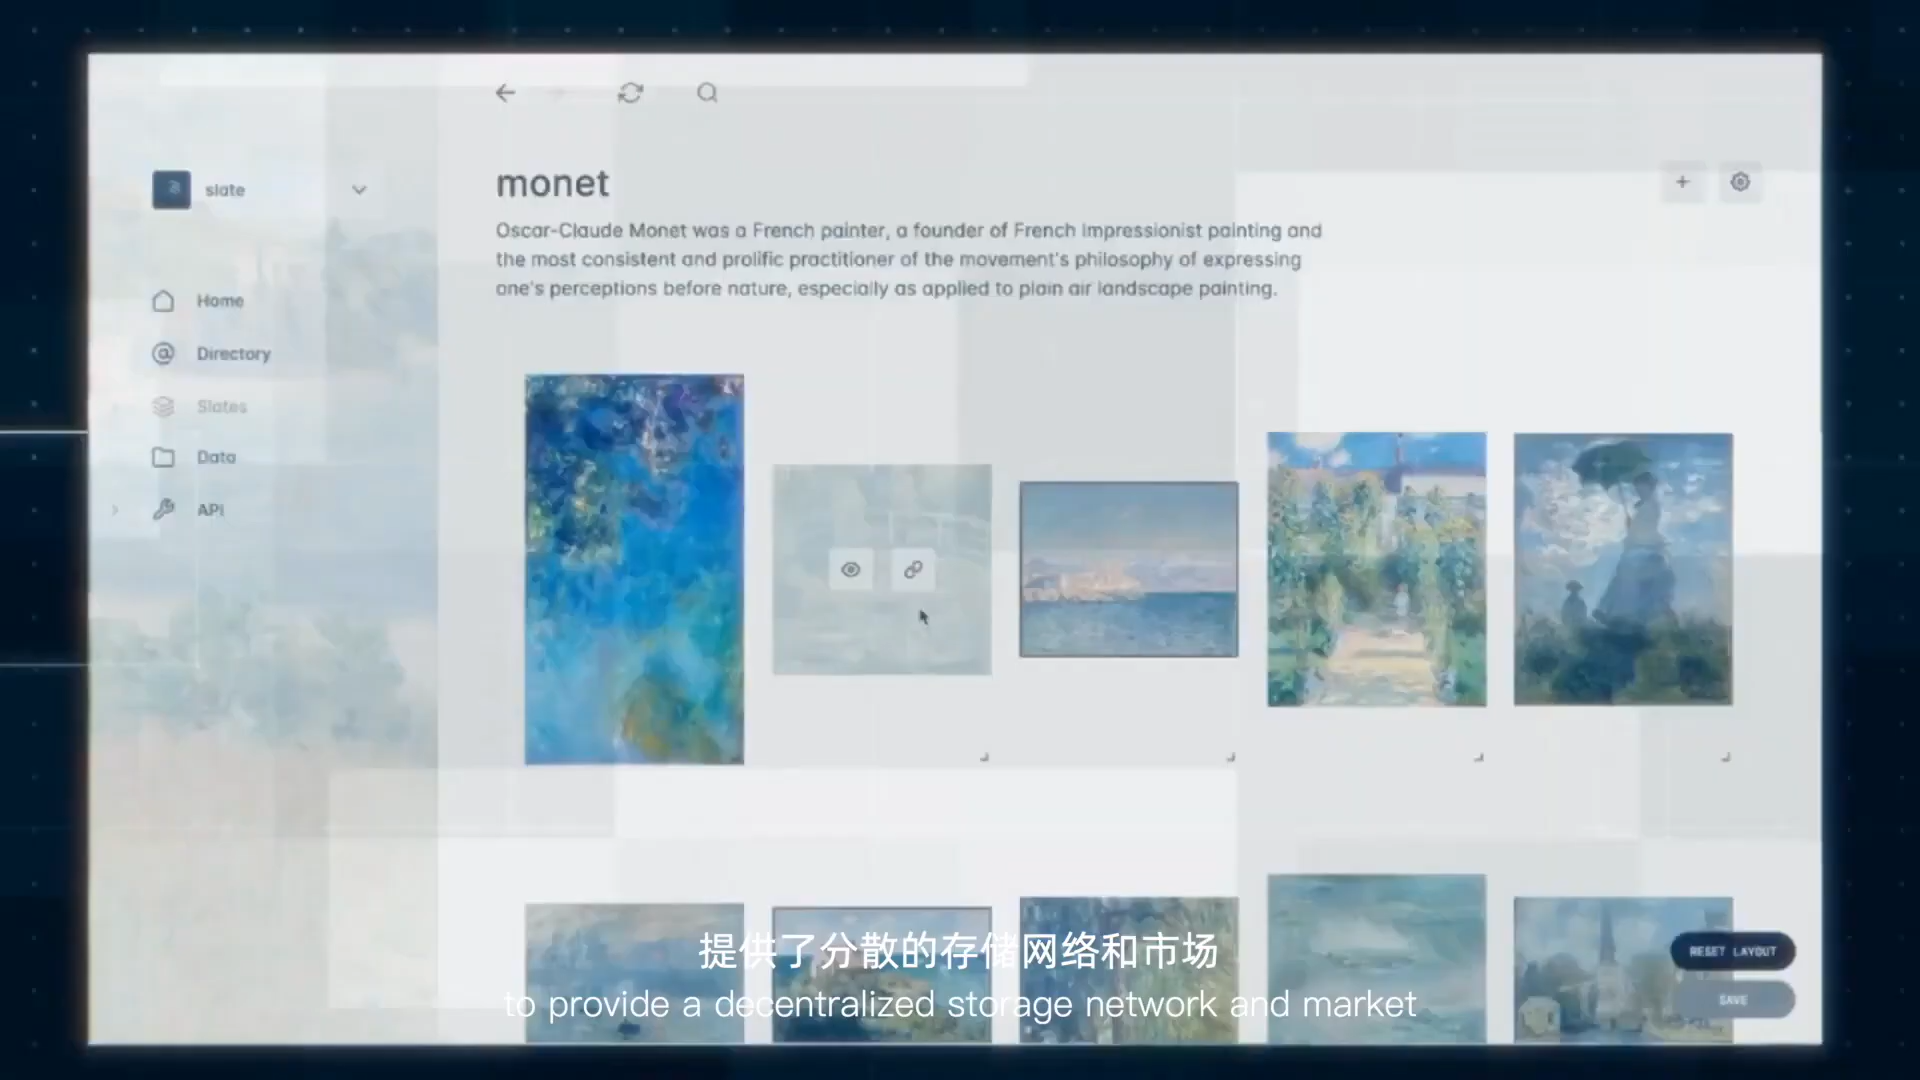 slate
Home
Directory
Slates
Data
API
monet
Oscar-Claude Monet was a French painter, a founder of French Impressionist painting and
the most consistent and prolific practitioner of the movement's philosophy of expressing
one's perceptions before nature, especially as applied to plain air landscape painting.
RESET LAYOUT
SAVE
提供了分散的存储网络和市场
to provide a decentralized storage network and market